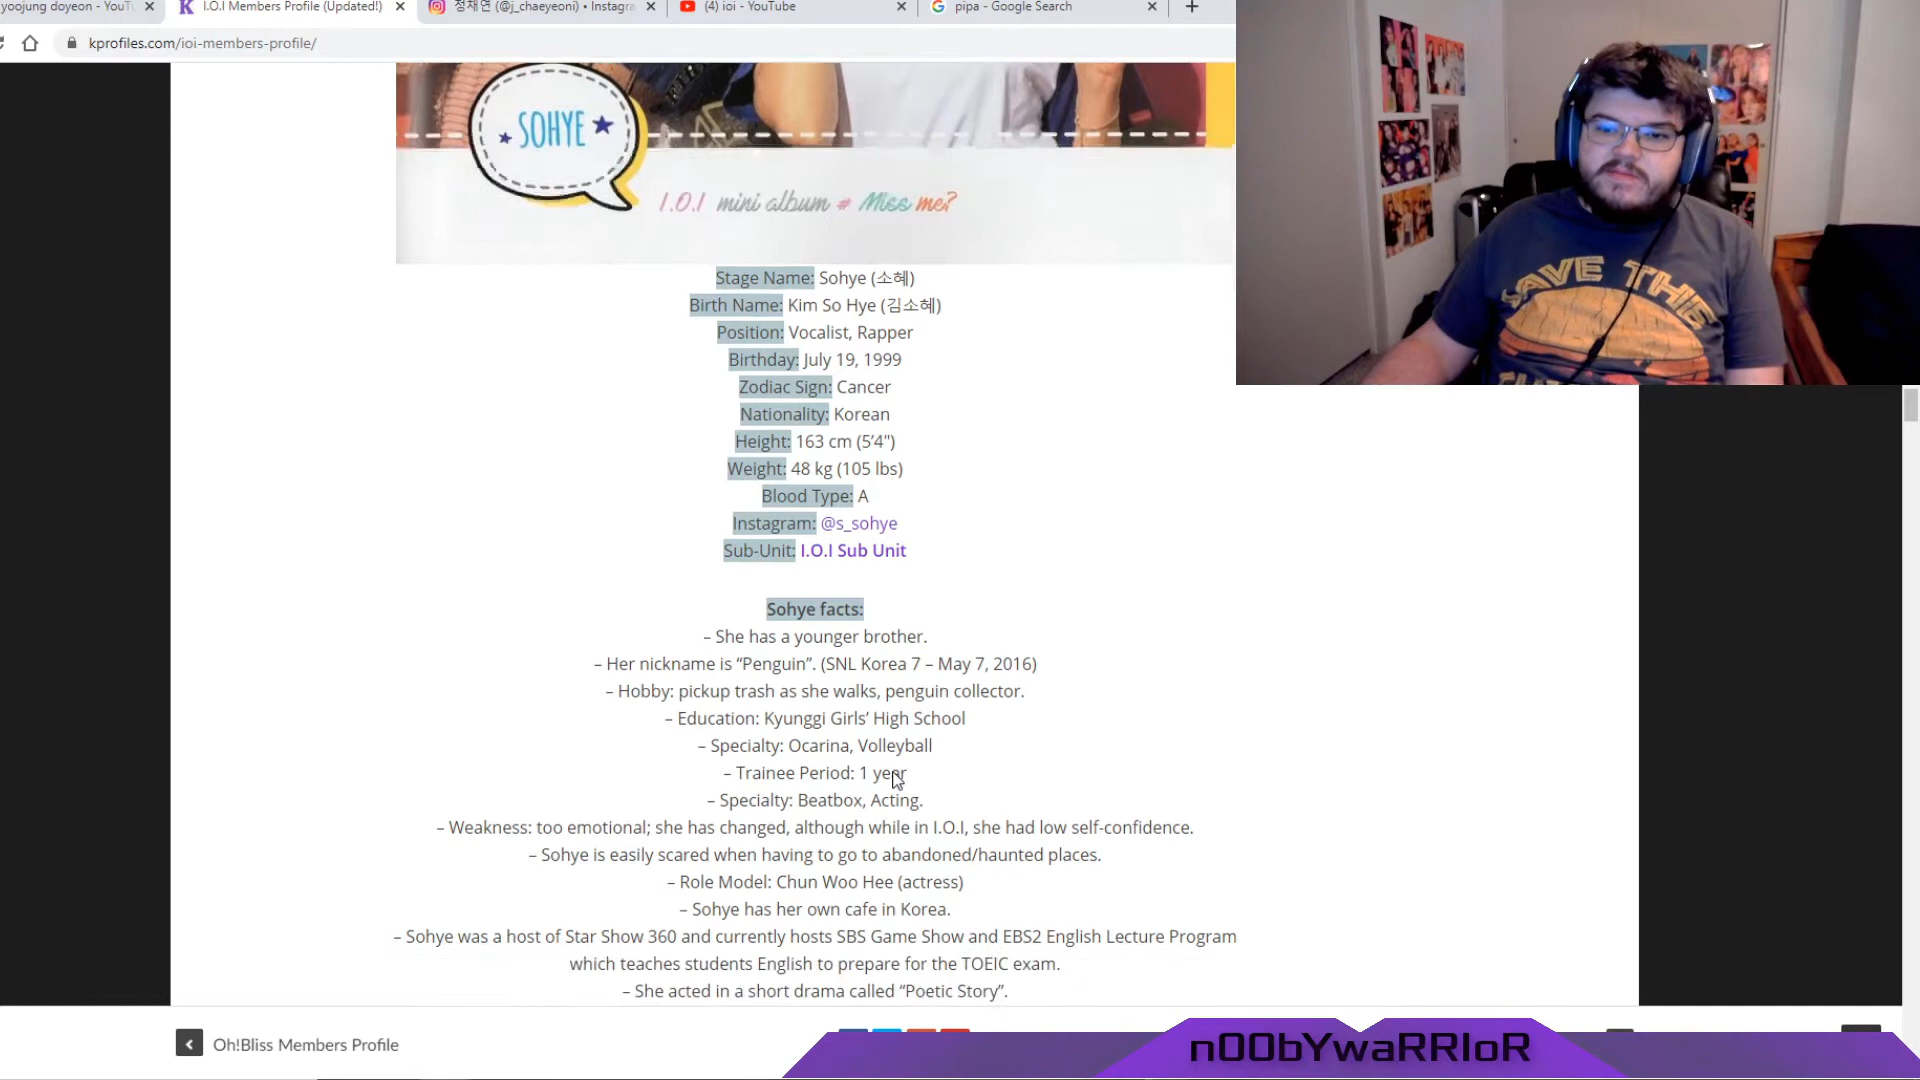 yoojung doyeon - YouT
I.O.I Members Profile (Updated!)
정채연 (@j_chaeyeoni) • Instagra
(4) ioi - YouTube
pipa - Google Search
kprofiles.com/ioi-members-profile/
SOHYE
I.O.I mini album # Miss me?
SAVE THE
Stage Name: Sohye (소혜)
Birth Name: Kim So Hye (김소혜)
Position: Vocalist, Rapper
Birthday: July 19, 1999
Zodiac Sign: Cancer
Nationality: Korean
Height: 163 cm (5’4")
Weight: 48 kg (105 lbs)
Blood Type: A
Instagram: @s_sohye
Sub-Unit: I.O.I Sub Unit
Sohye facts:
– She has a younger brother.
– Her nickname is “Penguin”. (SNL Korea 7 – May 7, 2016)
– Hobby: pickup trash as she walks, penguin collector.
– Education: Kyunggi Girls’ High School
– Specialty: Ocarina, Volleyball
– Trainee Period: 1 year
– Specialty: Beatbox, Acting.
– Weakness: too emotional; she has changed, although while in I.O.I, she had low self-confidence.
– Sohye is easily scared when having to go to abandoned/haunted places.
– Role Model: Chun Woo Hee (actress)
– Sohye has her own cafe in Korea.
– Sohye was a host of Star Show 360 and currently hosts SBS Game Show and EBS2 English Lecture Program
which teaches students English to prepare for the TOEIC exam.
– She acted in a short drama called “Poetic Story”.
Oh!Bliss Members Profile
n00bYwaRRIoR